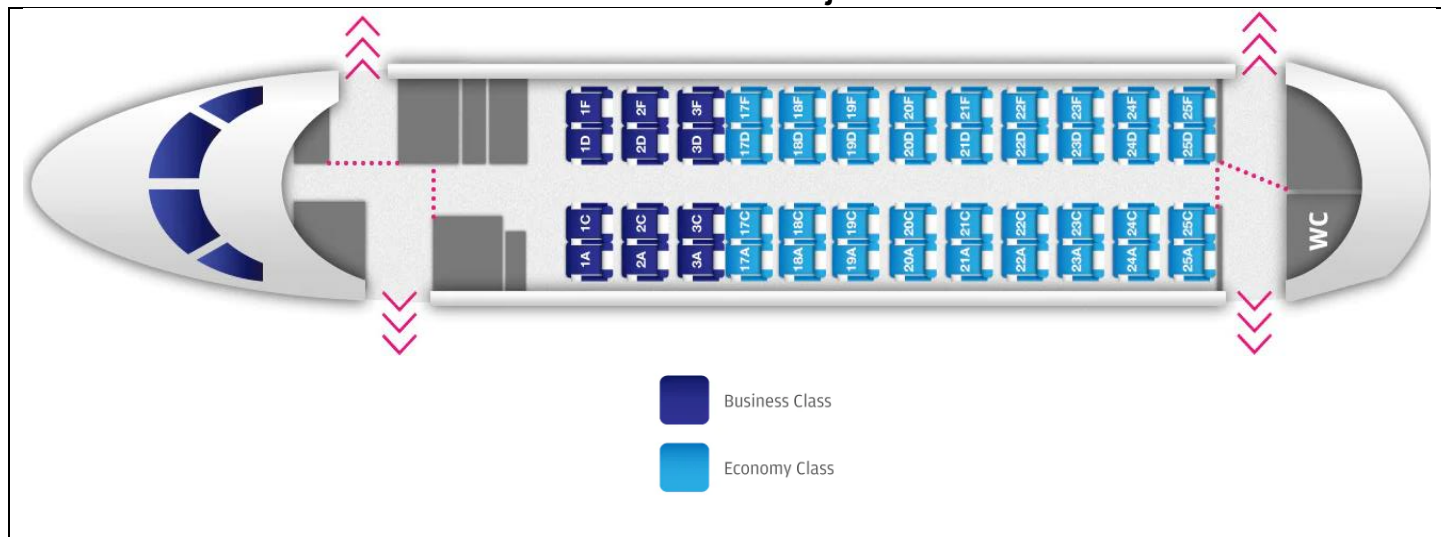 1F 2F 3F 17F 18F 19F 20F 21F 22F 23F 24F 25F
1D 2D 3D 17D 18D 19D 20D 21D 22D 23D 24D 25D
1C 2C 3C 17C 18C 19C 20C 21C 22C 23C 24C 25C
1A 2A 3A 17A 18A 19A 20A 21A 22A 23A 24A 25A
WC
Business Class
Economy Class